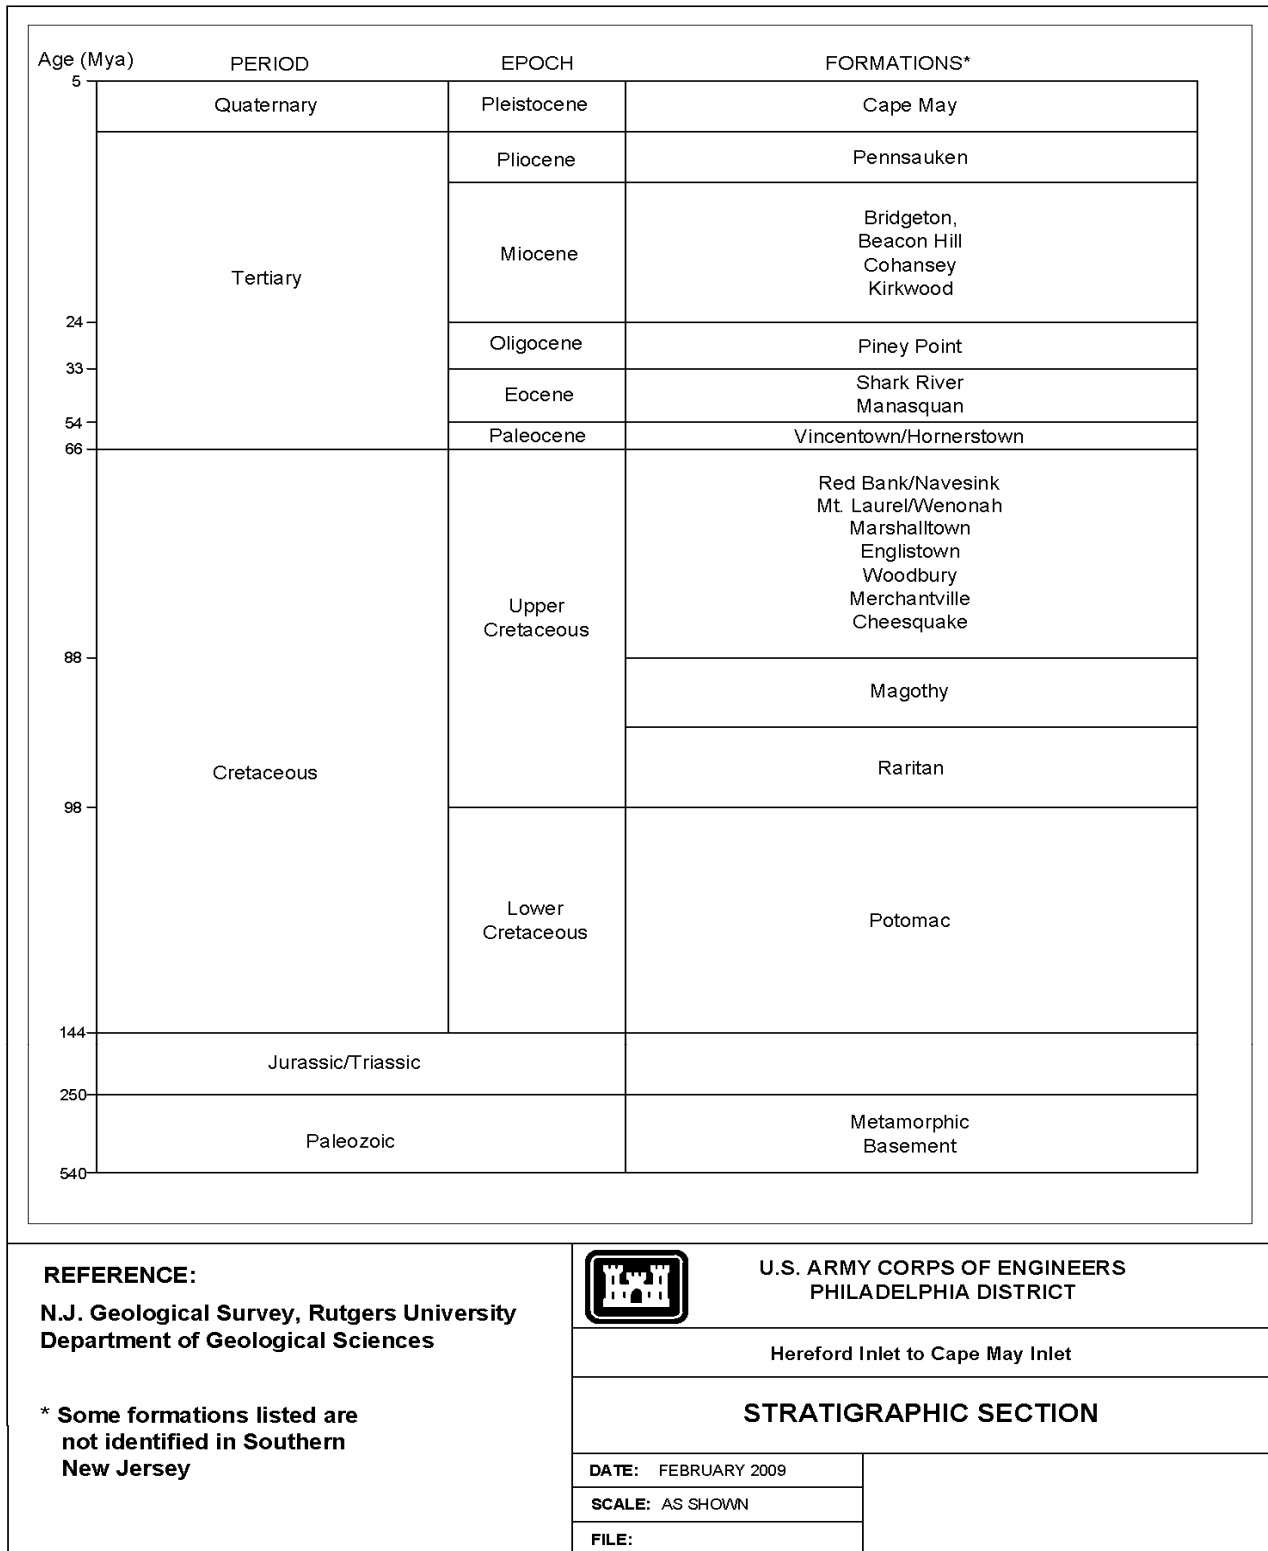 Age (Mya) PERIOD EPOCH FORMATIONS*
5
Quaternary Pleistocene Cape May
Pliocene Pennsauken
Tertiary
Miocene
Bridgeton,
Beacon Hill
Cohansey
Kirkwood
24
Oligocene Piney Point
33
Eocene
Shark River
Manasquan
54
Paleocene Vincentown/Hornerstown
66
Cretaceous
Upper
Cretaceous
Red Bank/Navesink
Mt. Laurel/Wenonah
Marshalltown
Englistown
Woodbury
Merchantville
Cheesquake
88
Magothy
Raritan
98
Lower
Cretaceous
Potomac
144
Jurassic/Triassic
250
Paleozoic
Metamorphic
Basement
540
REFERENCE:
N.J. Geological Survey, Rutgers University
Department of Geological Sciences
* Some formations listed are
not identified in Southern
New Jersey
U.S. ARMY CORPS OF ENGINEERS
PHILADELPHIA DISTRICT
Hereford Inlet to Cape May Inlet
STRATIGRAPHIC SECTION
DATE: FEBRUARY 2009
SCALE: AS SHOWN
FILE: